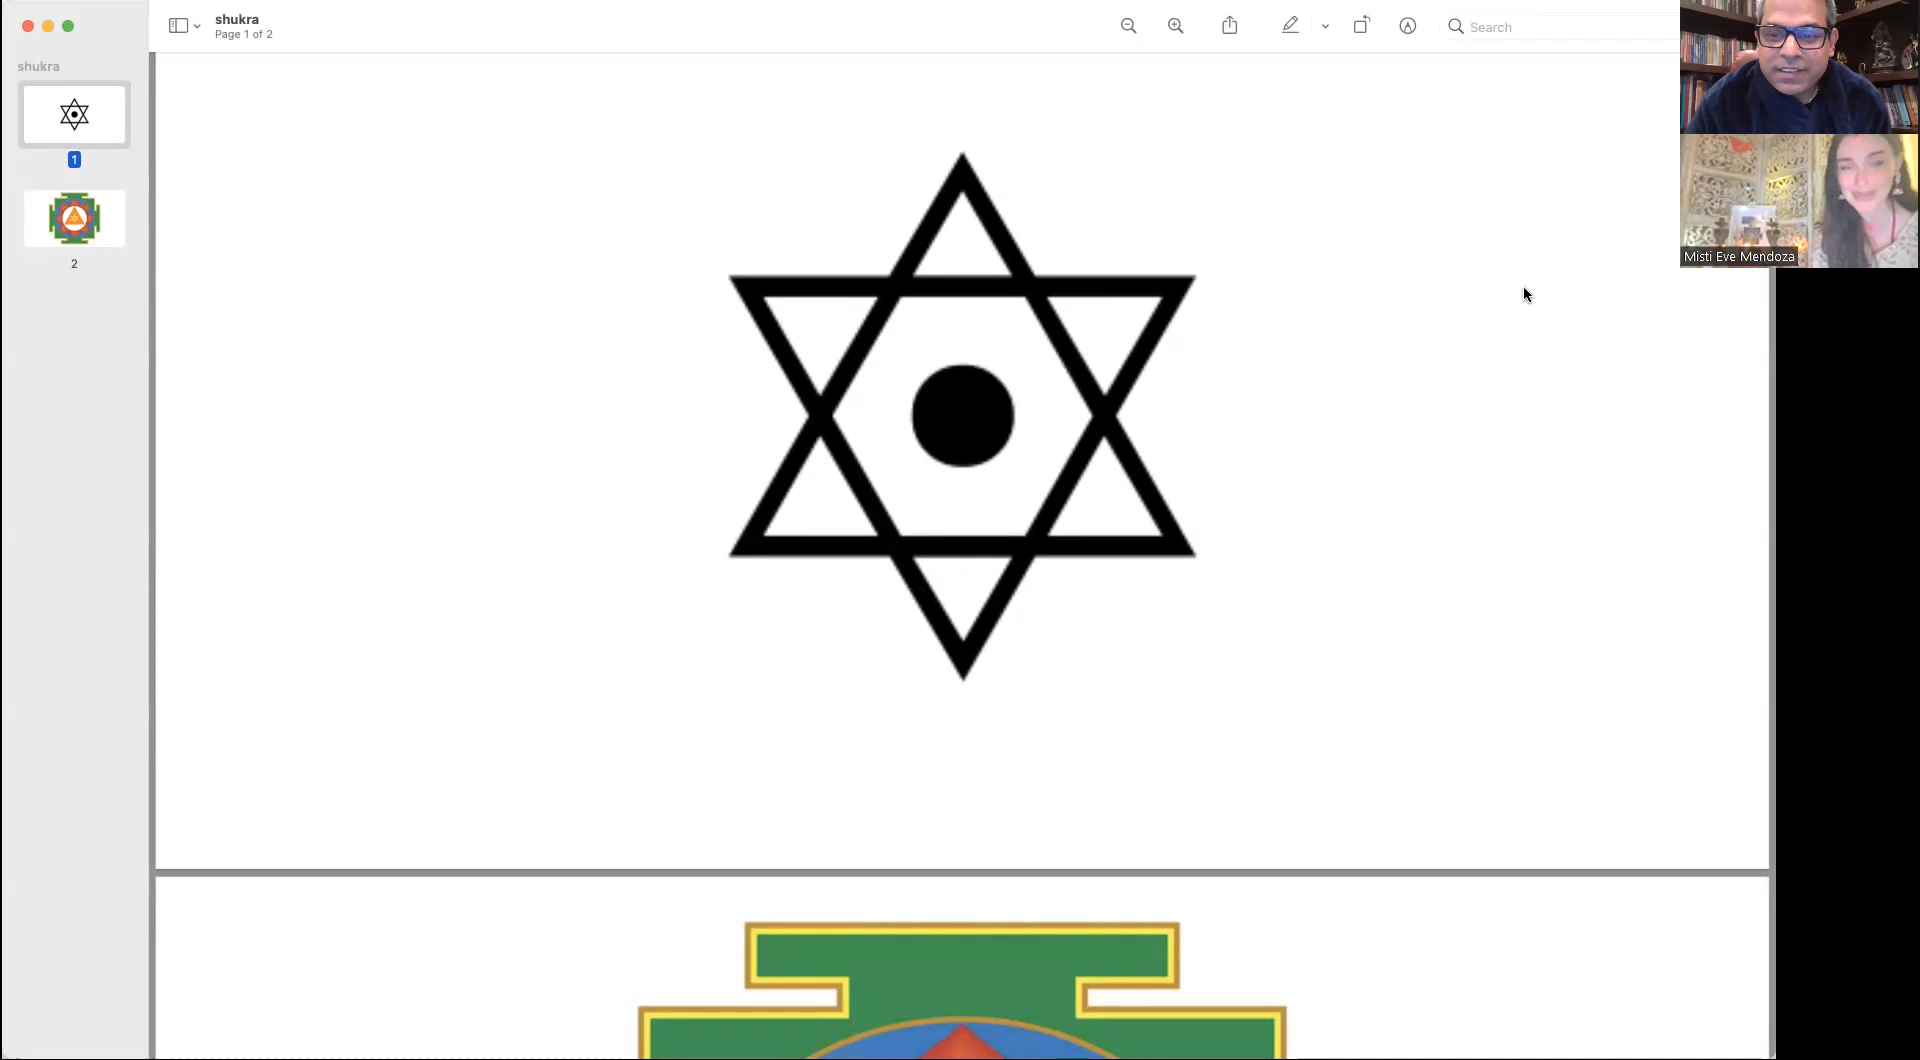 shukra
Page 1 of 2
Search
shukra
1
2
Misti Eve Mendoza